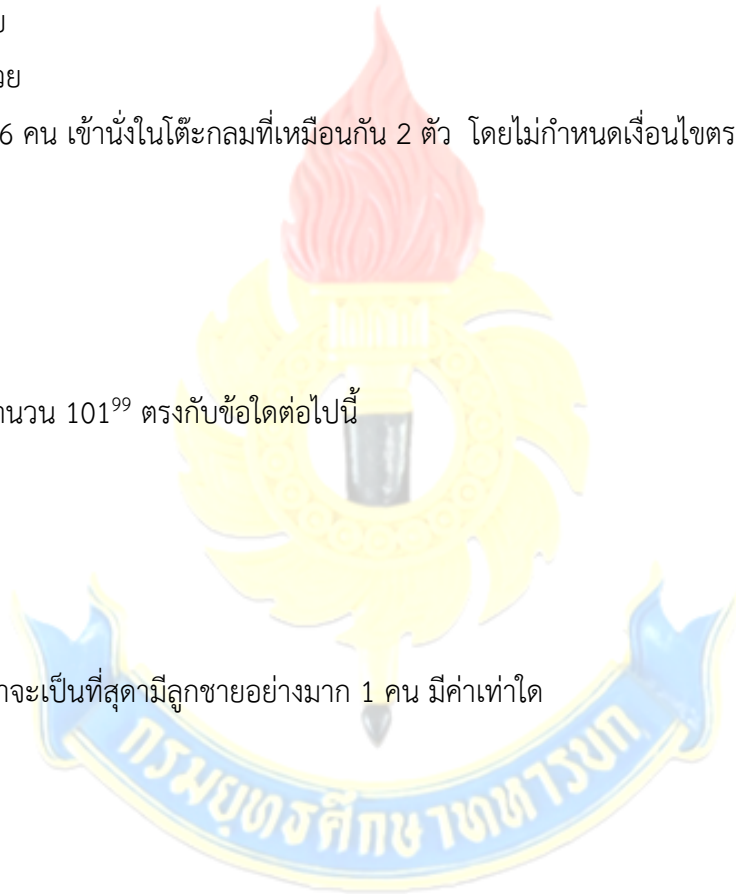 วย
6 คน เข้านั่งในโต๊ะกลมที่เหมือนกัน 2 ตัว โดยไม่กำหนดเงื่อนไขตร
านวน 101⁹⁹ ตรงกับข้อใดต่อไปนี้
าจะเป็นที่สุดามีลูกชายอย่างมาก 1 คน มีค่าเท่าใด
กรมยุทธศึกษาทหารบก